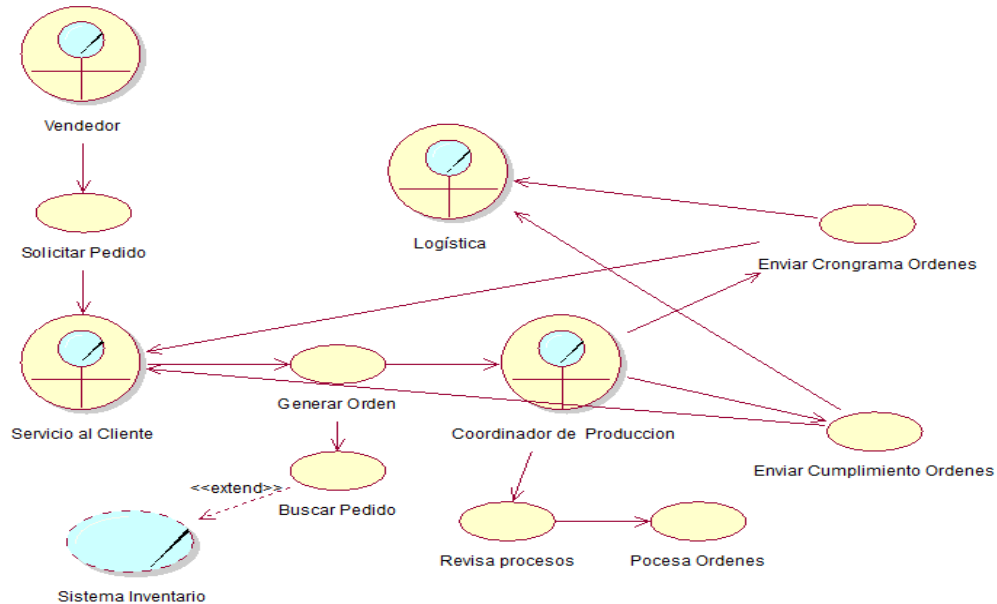 Vendedor
Solicitar Pedido
Logística
Enviar Crongrama Ordenes
Servicio al Cliente
Generar Orden
Coordinador de Produccion
Enviar Cumplimiento Ordenes
<<extend>>
Buscar Pedido
Revisa procesos
Pocesa Ordenes
Sistema Inventario